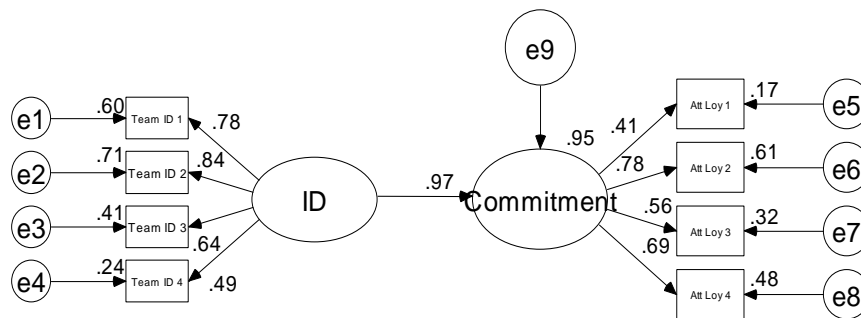 e9
e1
.60
Team ID 1
.78
e2
.71
Team ID 2
.84
e3
.41
Team ID 3
.64
e4
.24
Team ID 4
.49
ID
.97
Commitment
.95
.41
Att Loy 1
.17
e5
.78
Att Loy 2
.61
e6
.56
Att Loy 3
.32
e7
.69
Att Loy 4
.48
e8